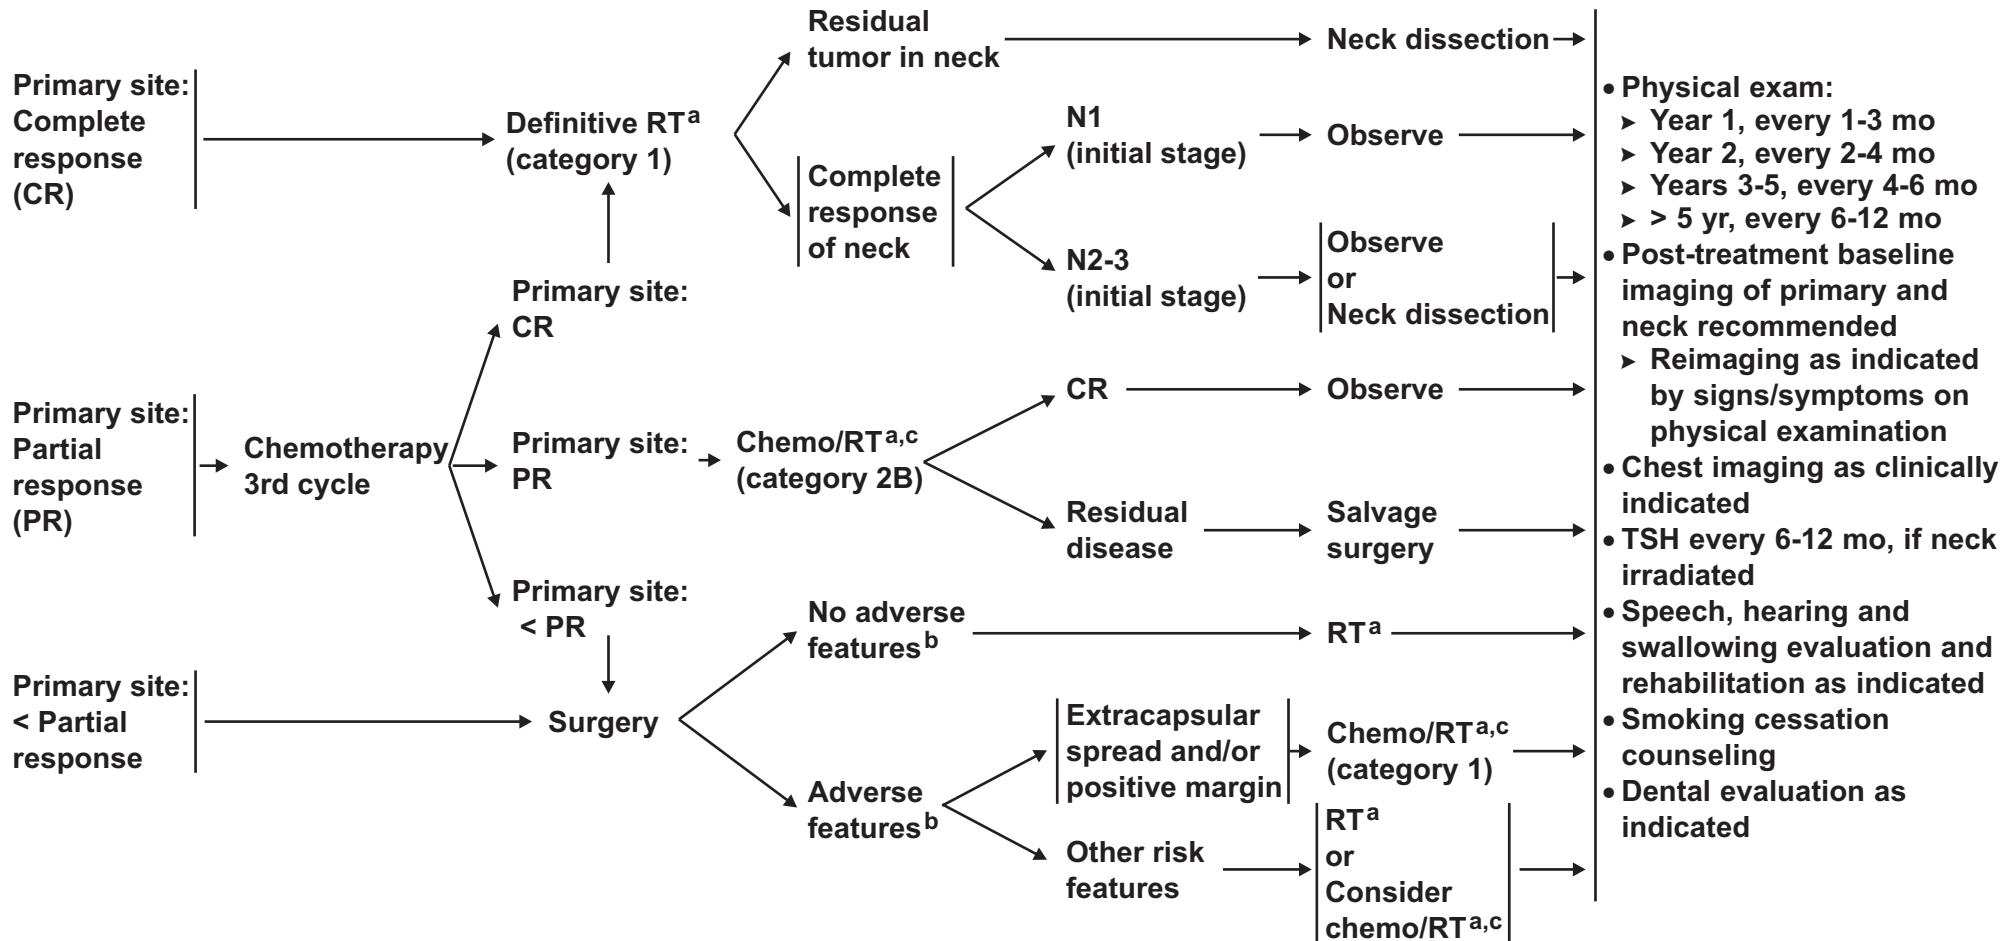 Primary site:
Complete
response
(CR)
Definitive RTa
(category 1)
Residual
tumor in neck
Neck dissection
Complete
response
of neck
N1
(initial stage)
Observe
N2-3
(initial stage)
Observe
or
Neck dissection
Primary site:
Partial
response
(PR)
Chemotherapy
3rd cycle
Primary site:
CR
Primary site:
PR
Chemo/RTa,c
(category 2B)
CR
Observe
Residual
disease
Salvage
surgery
Primary site:
< PR
Primary site:
< Partial
response
Surgery
No adverse
featuresb
RTa
Adverse
featuresb
Extracapsular
spread and/or
positive margin
Chemo/RTa,c
(category 1)
Other risk
features
RTa
or
Consider
chemo/RTa,c
• Physical exam:
➤ Year 1, every 1-3 mo
➤ Year 2, every 2-4 mo
➤ Years 3-5, every 4-6 mo
➤ > 5 yr, every 6-12 mo
• Post-treatment baseline
imaging of primary and
neck recommended
➤ Reimaging as indicated
by signs/symptoms on
physical examination
• Chest imaging as clinically
indicated
• TSH every 6-12 mo, if neck
irradiated
• Speech, hearing and
swallowing evaluation and
rehabilitation as indicated
• Smoking cessation
counseling
• Dental evaluation as
indicated